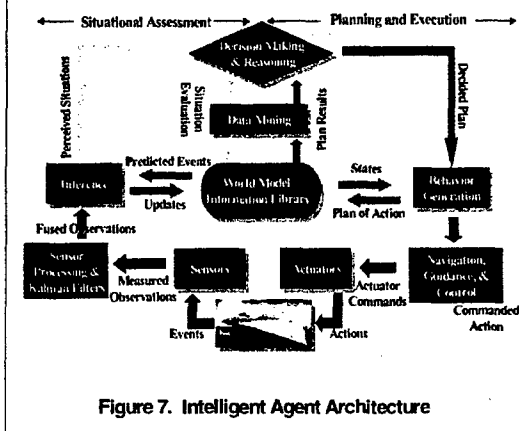 Situational Assessment
Planning and Execution
Decision Making
& Reasoning
Perceived Situations
Situation
Evaluation
Data Mining
Plan Results
Decided Plan
Predicted Events
States
Inference
World Model
Information Library
Behavior
Generation
Updates
Plan of Action
Fused Observations
Sensor
Processing &
Kalman Filters
Sensors
Actuators
Navigation,
Guidance, &
Control
Measured
Observations
Actuator
Commands
Commanded
Action
Events
Actions
Figure 7. Intelligent Agent Architecture